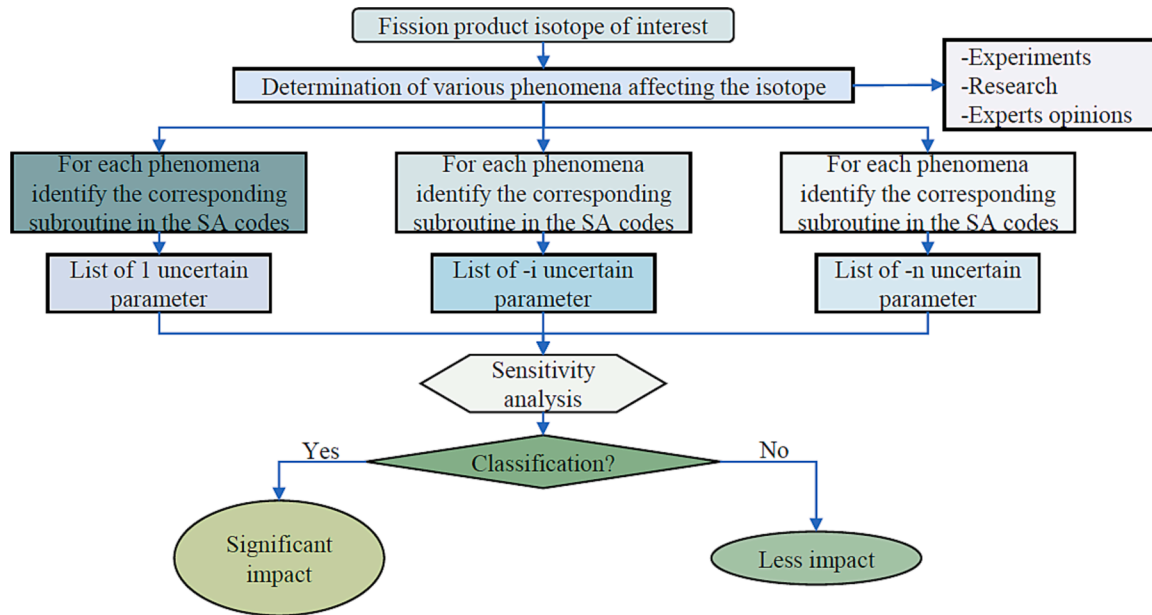 Fission product isotope of interest
Determination of various phenomena affecting the isotope
-Experiments
-Research
-Experts opinions
For each phenomena
identify the corresponding
subroutine in the SA codes
For each phenomena
identify the corresponding
subroutine in the SA codes
For each phenomena
identify the corresponding
subroutine in the SA codes
List of 1 uncertain
parameter
List of -i uncertain
parameter
List of -n uncertain
parameter
Sensitivity
analysis
Yes
Classification?
No
Significant
impact
Less impact